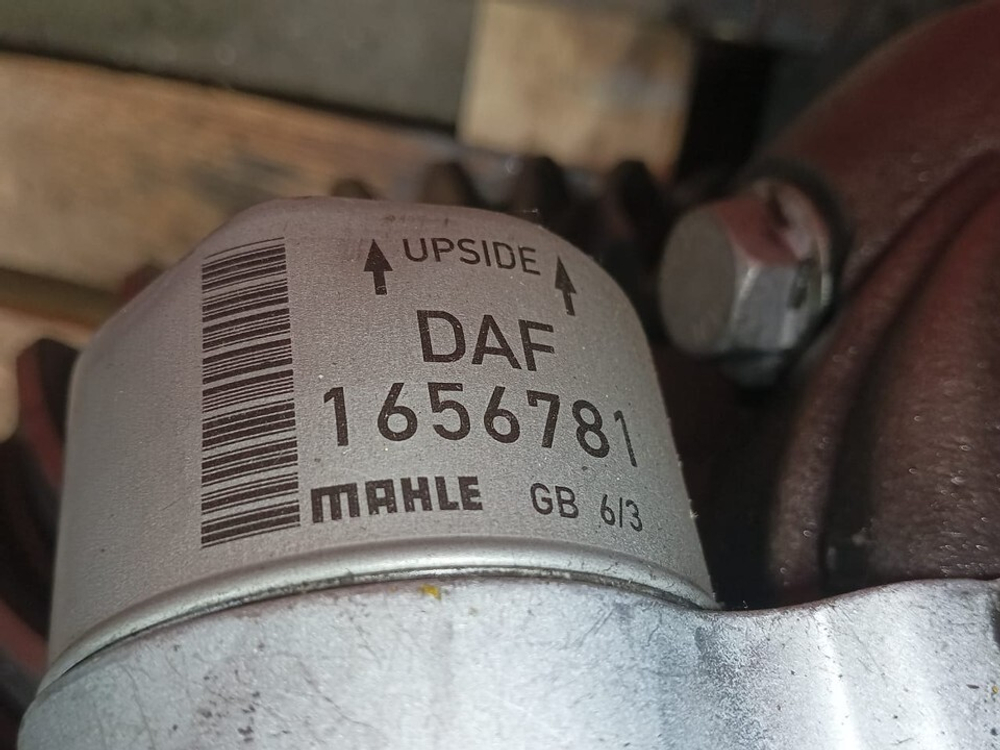 UPSIDE
DAF
1656781
MAHLE GB 6/3